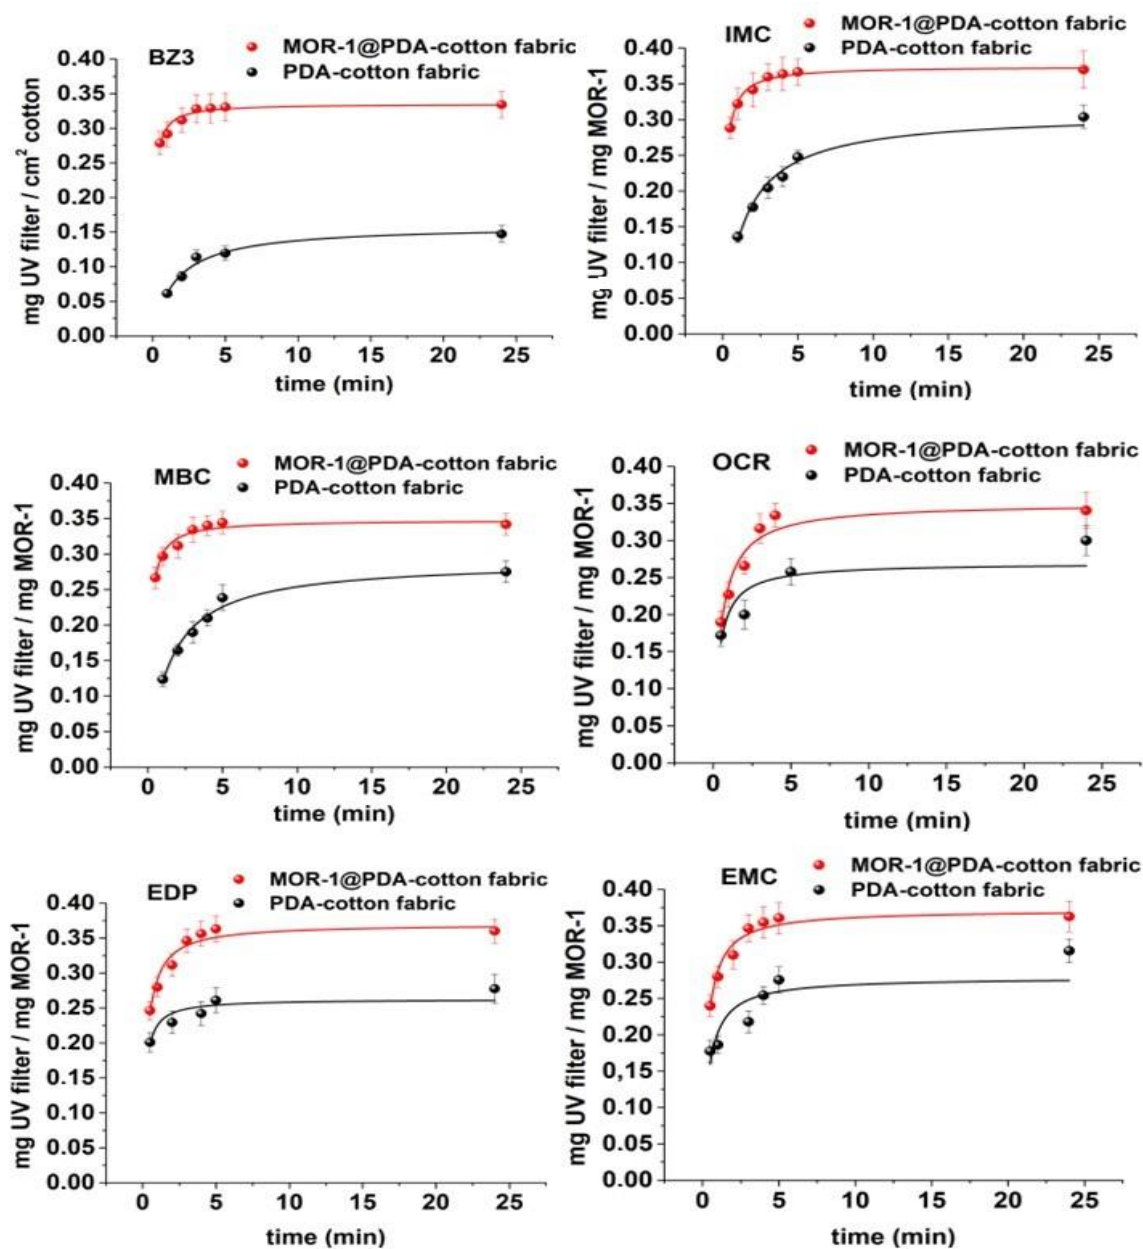 BZ3
MOR-1@PDA-cotton fabric
PDA-cotton fabric
mg UV filter / cm² cotton
0.40
0.35
0.30
0.25
0.20
0.15
0.10
0.05
0.00
0 5 10 15 20 25
time (min)
IMC
MOR-1@PDA-cotton fabric
PDA-cotton fabric
mg UV filter / mg MOR-1
0.40
0.35
0.30
0.25
0.20
0.15
0.10
0.05
0.00
0 5 10 15 20 25
time (min)
MBC
MOR-1@PDA-cotton fabric
PDA-cotton fabric
mg UV filter / mg MOR-1
0.40
0.35
0.30
0.25
0.20
0,15
0.10
0.05
0.00
0 5 10 15 20 25
time (min)
OCR
MOR-1@PDA-cotton fabric
PDA-cotton fabric
mg UV filter / mg MOR-1
0.40
0.35
0.30
0.25
0.20
0.15
0.10
0.05
0.00
0 5 10 15 20 25
time (min)
EDP
MOR-1@PDA-cotton fabric
PDA-cotton fabric
mg UV filter / mg MOR-1
0.40
0.35
0.30
0.25
0.20
0.15
0.10
0.05
0.00
0 5 10 15 20 25
time (min)
EMC
MOR-1@PDA-cotton fabric
PDA-cotton fabric
mg UV filter / mg MOR-1
0.40
0.35
0.30
0.25
0.20
0,15
0.10
0.05
0.00
0 5 10 15 20 25
time (min)